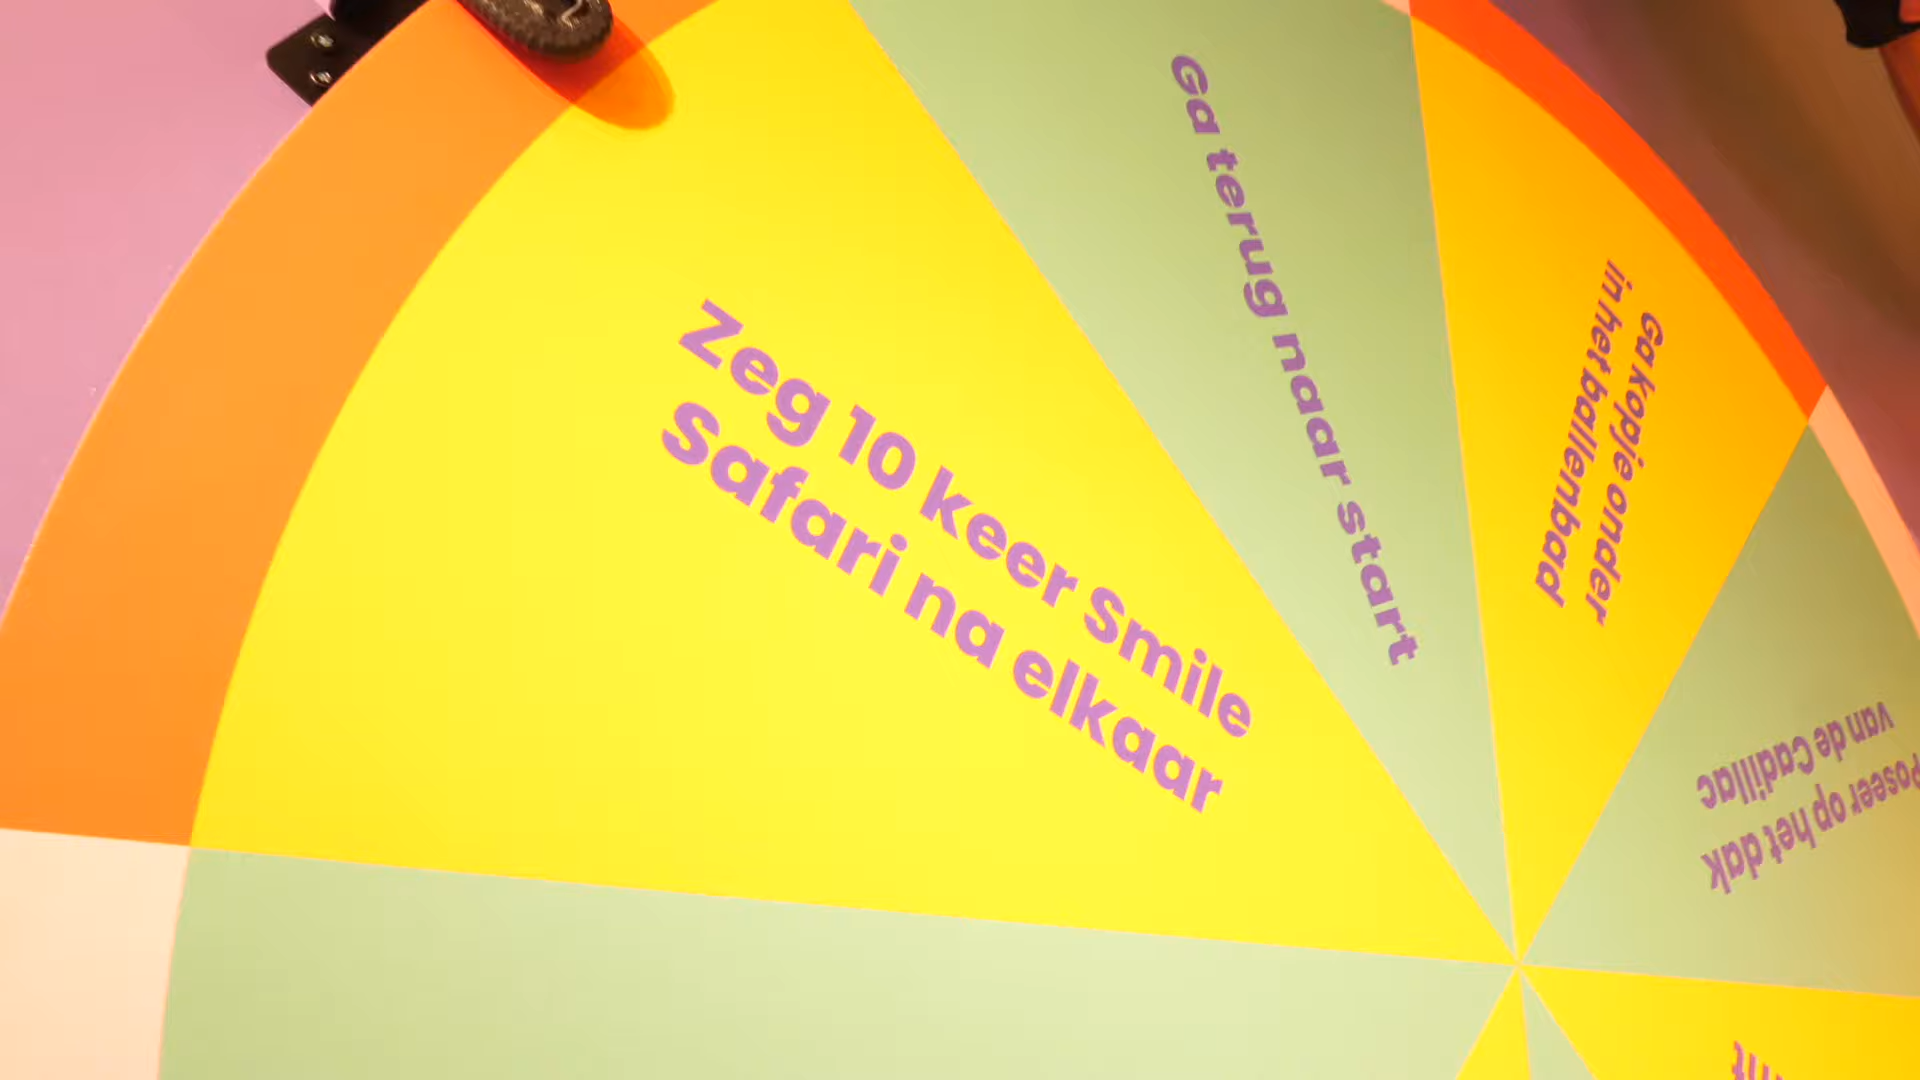 Zeg 10 keer Smile
Safari na elkaar
Ga terug naar start
Ga kopje onder
in het ballenbad
Poseer op het dak
van de Cadillac